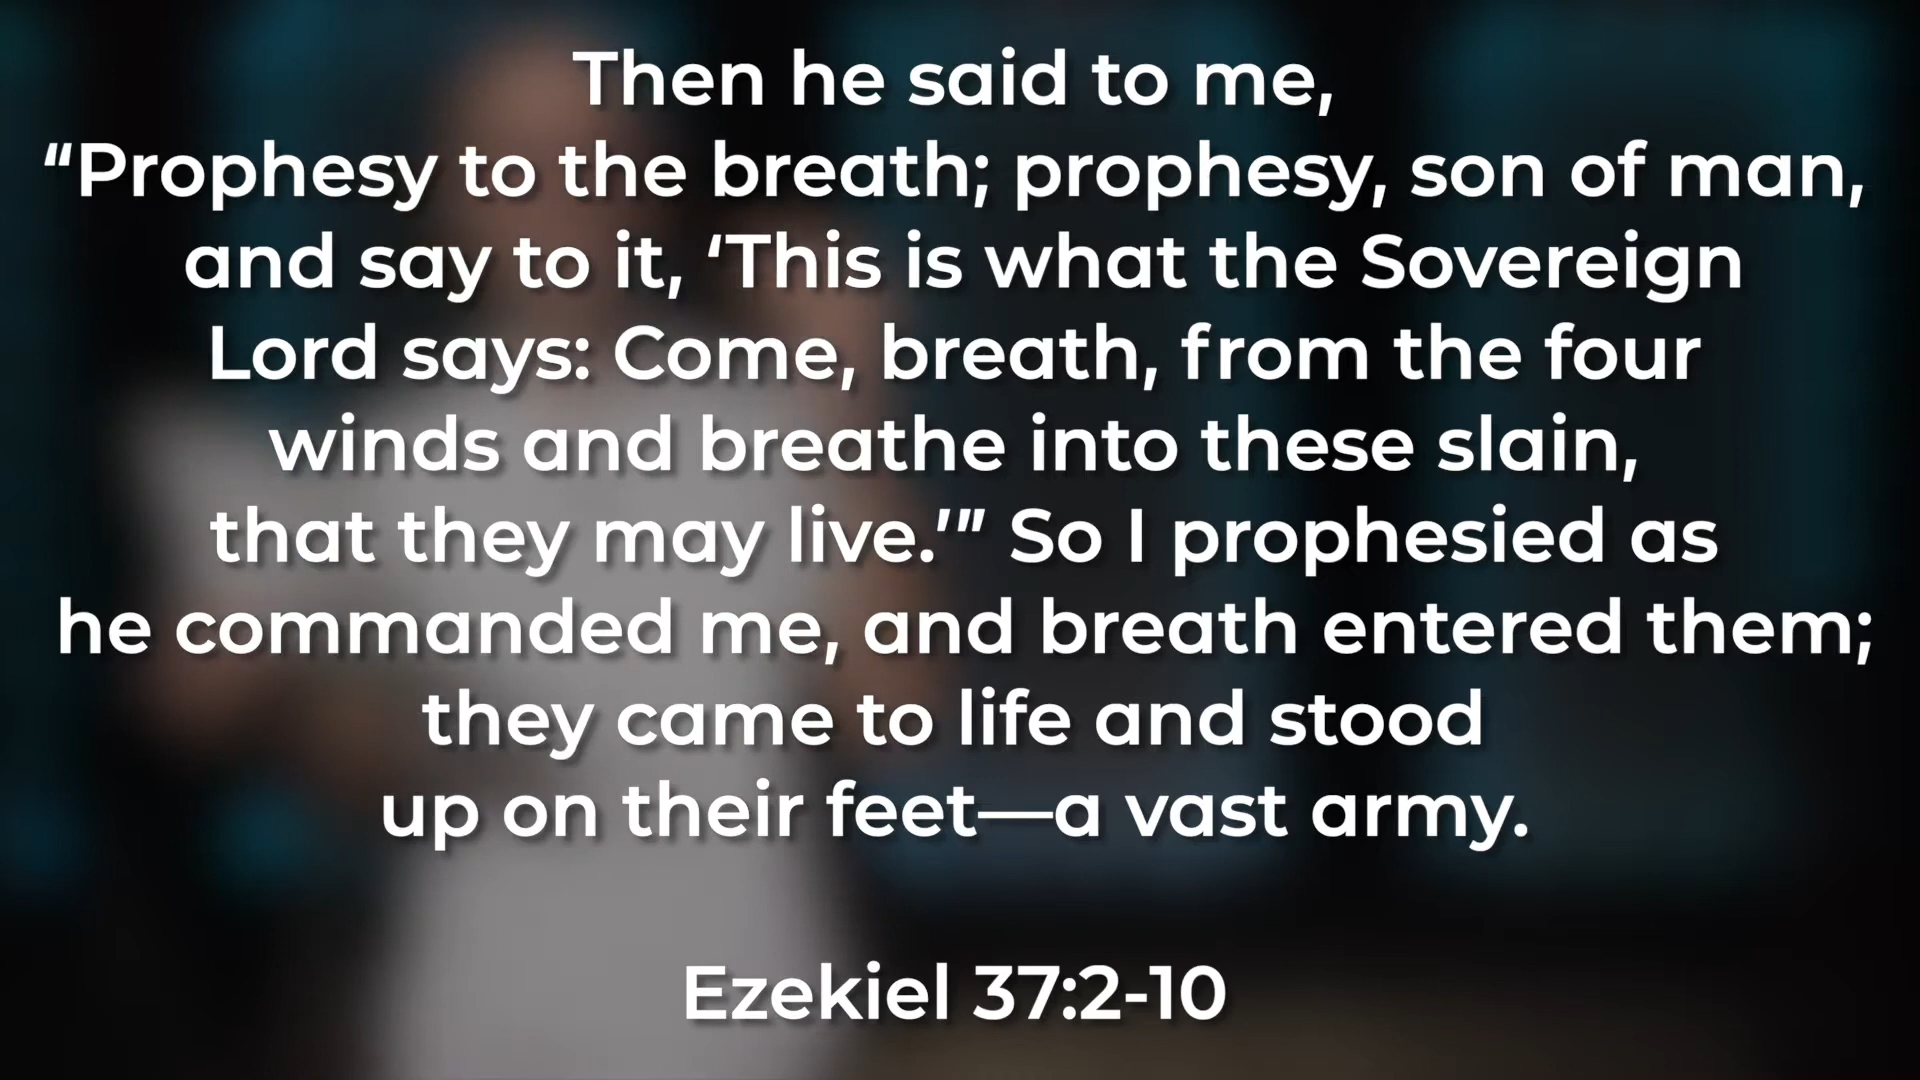 Then he said to me,
“Prophesy to the breath; prophesy, son of man,
and say to it, ‘This is what the Sovereign
Lord says: Come, breath, from the four
winds and breathe into these slain,
that they may live.’” So I prophesied as
he commanded me, and breath entered them;
they came to life and stood
up on their feet—a vast army.
Ezekiel 37:2-10